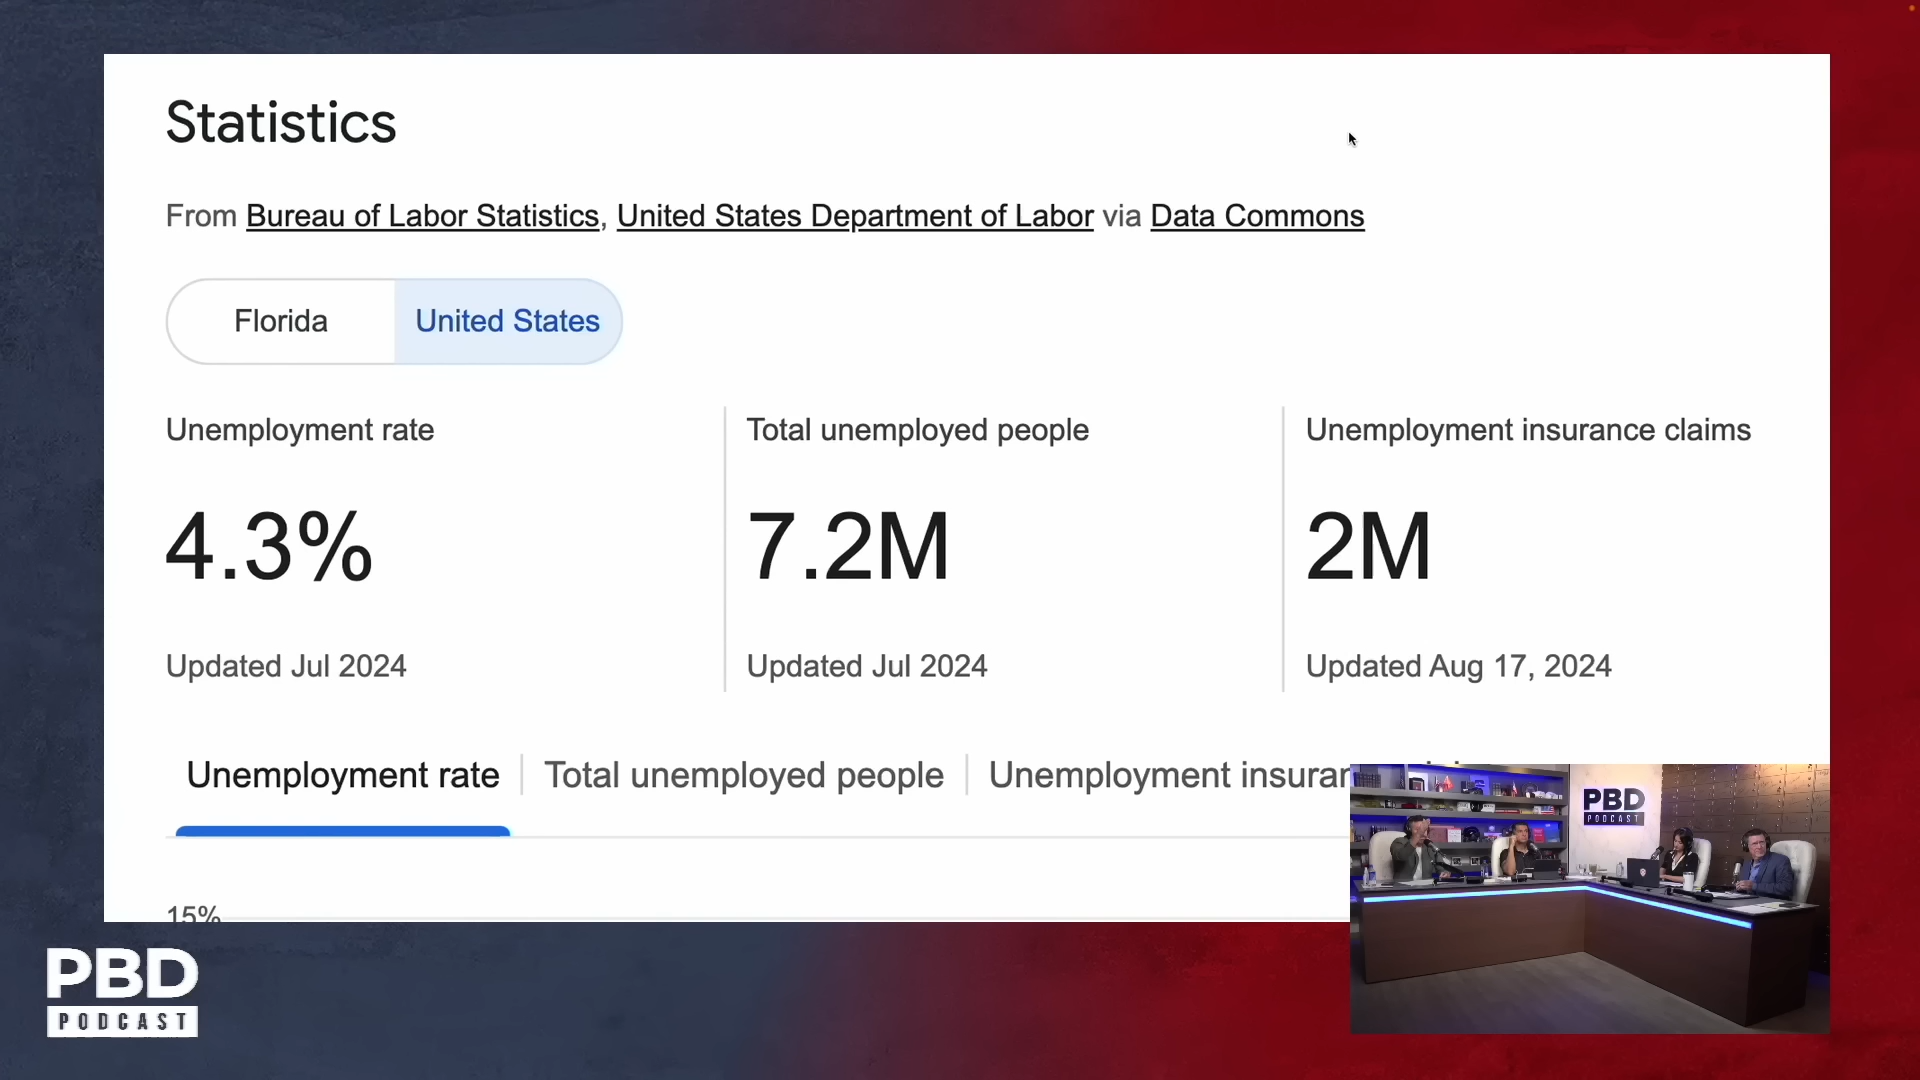 Statistics
From Bureau of Labor Statistics, United States Department of Labor via Data Commons
Florida United States
Unemployment rate Total unemployed people Unemployment insurance claims
4.3% 7.2M 2M
Updated Jul 2024 Updated Jul 2024 Updated Aug 17, 2024
Unemployment rate Total unemployed people Unemployment insuran
15%
PBD
PODCAST
PBD
PODCAST